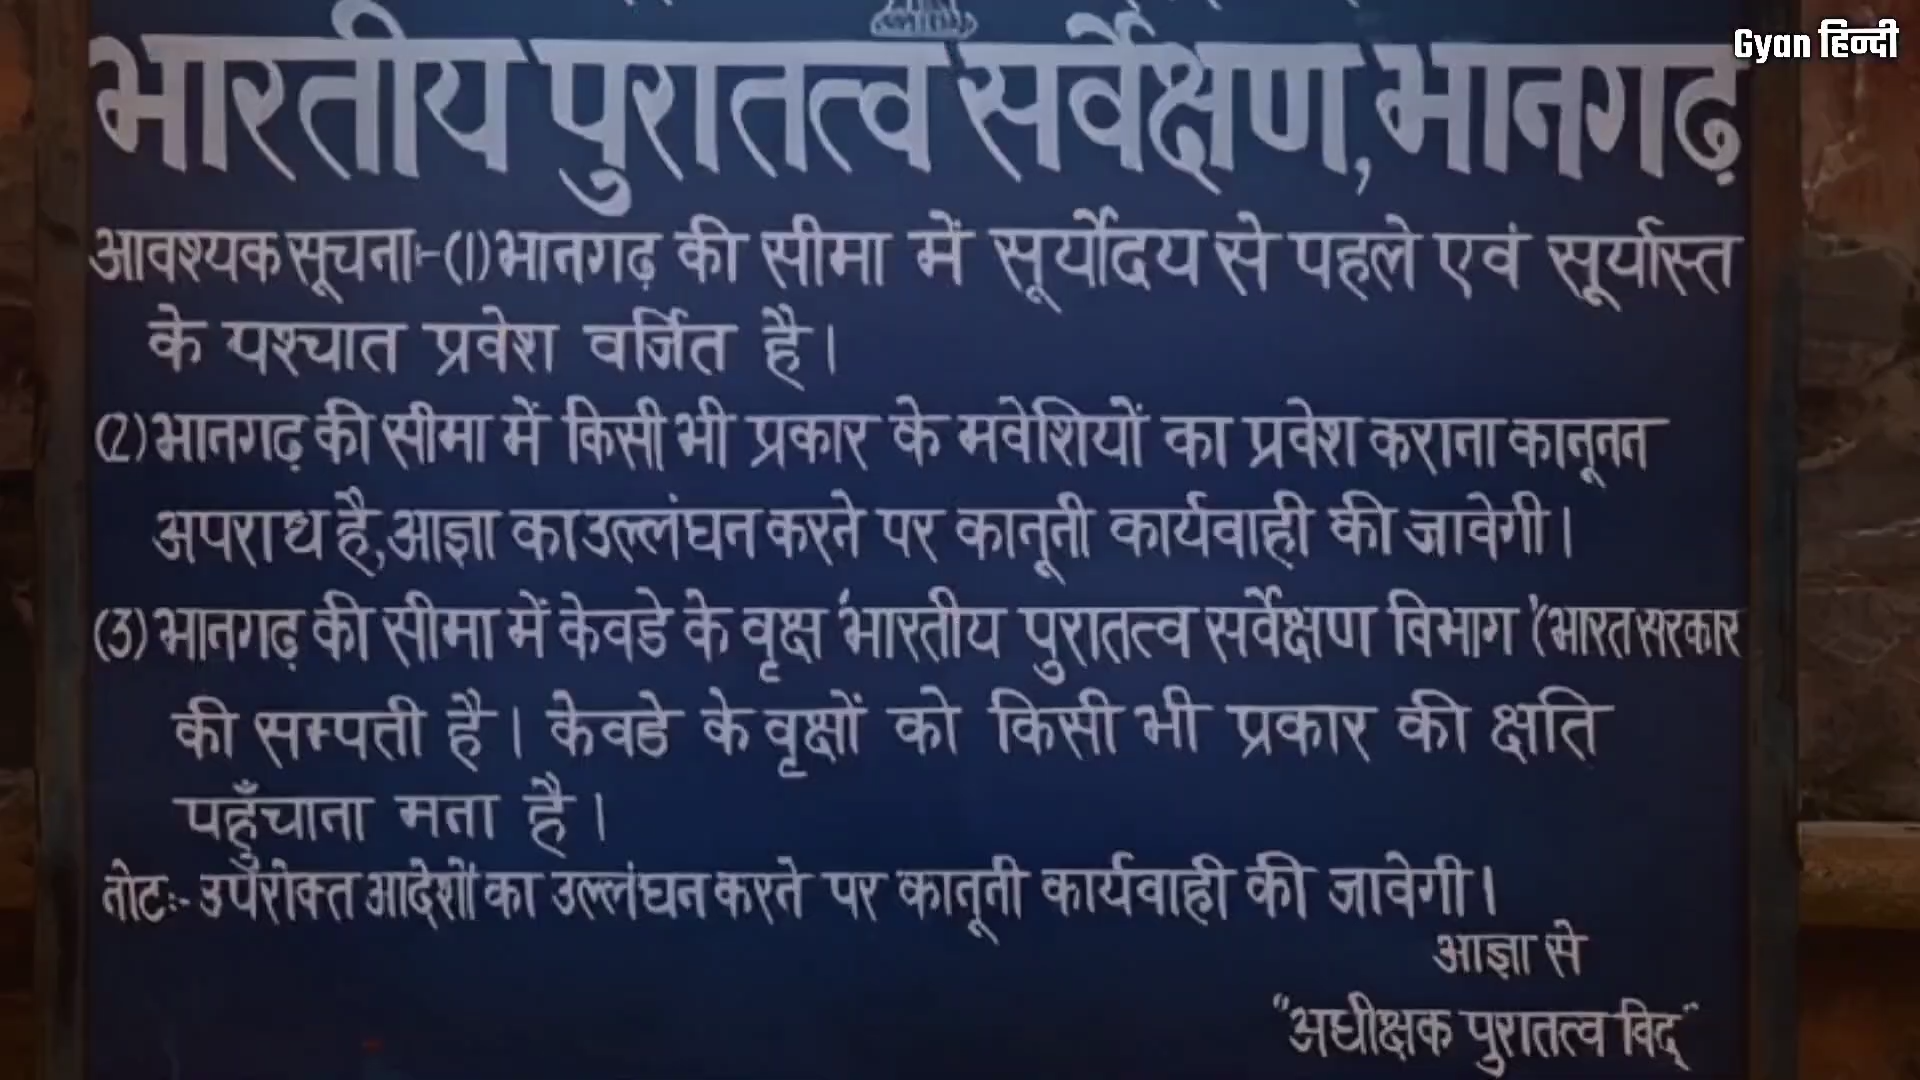 Gyan हिन्दी
भारतीय पुरातत्व सर्वेक्षण, भानगढ़
आवश्यक सूचनाः-(1) भानगढ़ की सीमा में सूर्योदय से पहले एवं सूर्यास्त
के पश्चात प्रवेश वर्जित है।
(2) भानगढ़ की सीमा में किसी भी प्रकार के मवेशियों का प्रवेश कराना कानूनन
अपराध है, आज्ञा का उल्लंघन करने पर कानूनी कार्यवाही की जावेगी।
(3) भानगढ़ की सीमा में केवडे के वृक्ष भारतीय पुरातत्व सर्वेक्षण विभाग '(भारत सरकार
की सम्पती है। केवडे के वृक्षों को किसी भी प्रकार की क्षति
पहुँचाना मना है।
नोटः- उपरोक्त आदेशों का उल्लंघन करने पर कानूनी कार्यवाही की जावेगी।
आज्ञा से
"अधीक्षक पुरातत्व विद्"